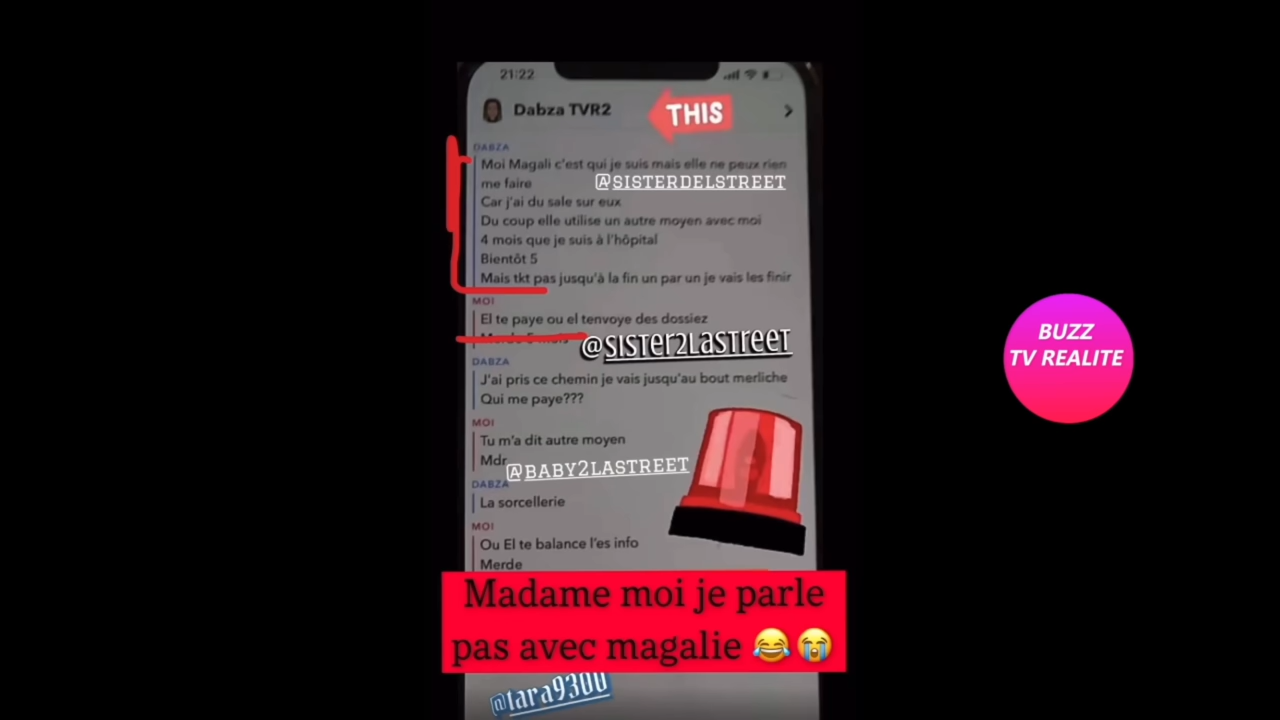 21:22
Dabza TVR2
THIS
DABZA
Moi Magali c'est qui je suis mais elle ne peux rien
me faire
@SISTERDELSTREET
Car j'ai du sale sur eux
Du coup elle utilise un autre moyen avec moi
4 mois que je suis à l'hôpital
Bientôt 5
Mais tkt pas jusqu'à la fin un par un je vais les finir
MOI
El te paye ou el tenvoye des dossiez
Merde 5 mois
@sister2lastreet
DABZA
J'ai pris ce chemin je vais jusqu'au bout merliche
Qui me paye???
MOI
Tu m'a dit autre moyen
Mdr
@BABY2LASTREET
DABZA
La sorcellerie
MOI
Ou El te balance l'es info
Merde
Madame moi je parle
pas avec magalie 😂😭
@tara9300
BUZZ
TV REALITE